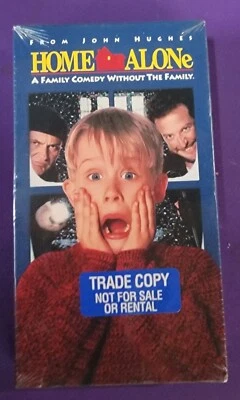 FROM JOHN HUGHES
HOME ALONe
A FAMILY COMEDY WITHOUT THE FAMILY.
TRADE COPY
NOT FOR SALE
OR RENTAL